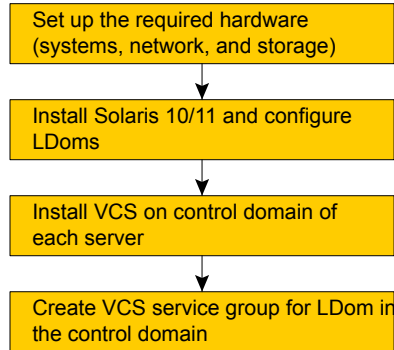 Set up the required hardware
(systems, network, and storage)
Install Solaris 10/11 and configure
LDoms
Install VCS on control domain of
each server
Create VCS service group for LDom in
the control domain